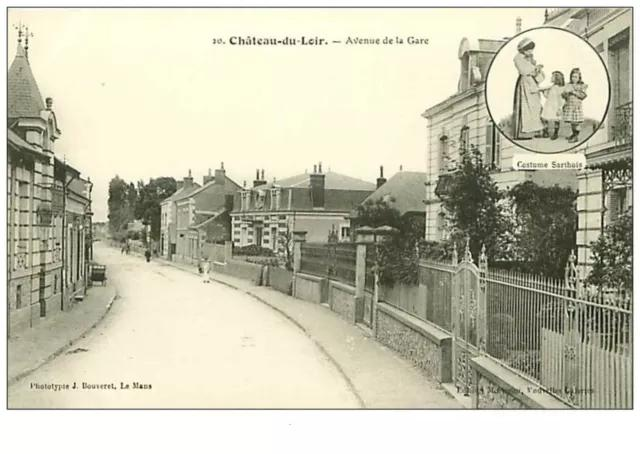 20. Château-du-Loir. — Avenue de la Gare
Costume Sarthois
Phototypie J. Bouveret, Le Mans